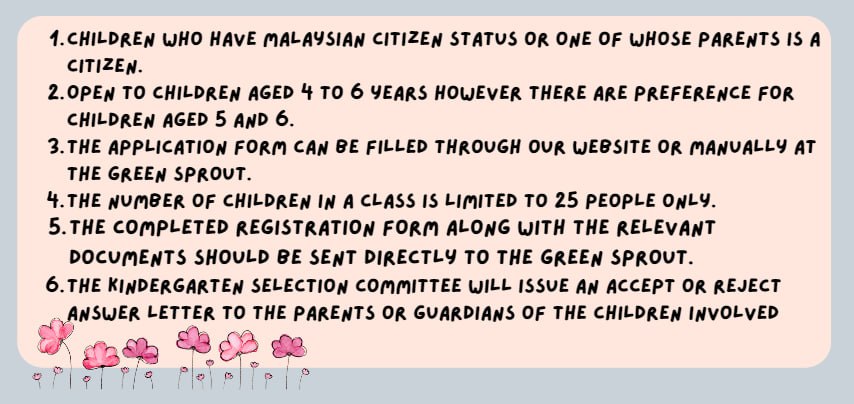 1. CHILDREN WHO HAVE MALAYSIAN CITIZEN STATUS OR ONE OF WHOSE PARENTS IS A
CITIZEN.
2. OPEN TO CHILDREN AGED 4 TO 6 YEARS HOWEVER THERE ARE PREFERENCE FOR
CHILDREN AGED 5 AND 6.
3. THE APPLICATION FORM CAN BE FILLED THROUGH OUR WEBSITE OR MANUALLY AT
THE GREEN SPROUT.
4. THE NUMBER OF CHILDREN IN A CLASS IS LIMITED TO 25 PEOPLE ONLY.
5. THE COMPLETED REGISTRATION FORM ALONG WITH THE RELEVANT
DOCUMENTS SHOULD BE SENT DIRECTLY TO THE GREEN SPROUT.
6. THE KINDERGARTEN SELECTION COMMITTEE WILL ISSUE AN ACCEPT OR REJECT
ANSWER LETTER TO THE PARENTS OR GUARDIANS OF THE CHILDREN INVOLVED